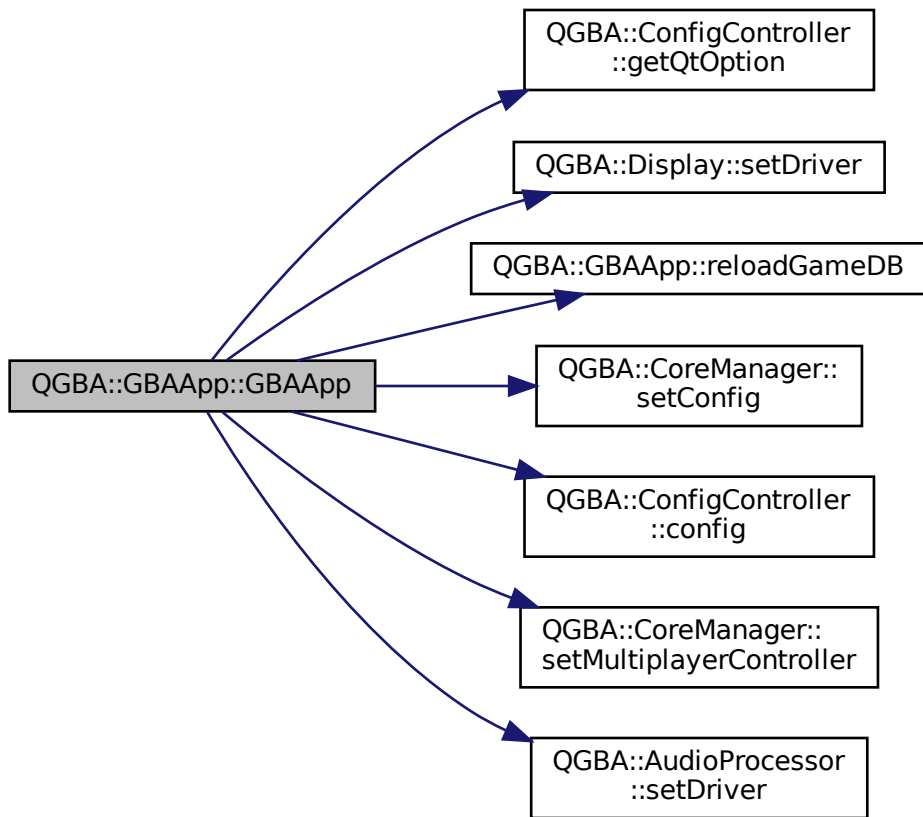 QGBA::ConfigController
::getQtOption
QGBA::Display::setDriver
QGBA::GBAApp::reloadGameDB
QGBA::GBAApp::GBAApp
QGBA::CoreManager::
setConfig
QGBA::ConfigController
::config
QGBA::CoreManager::
setMultiplayerController
QGBA::AudioProcessor
::setDriver